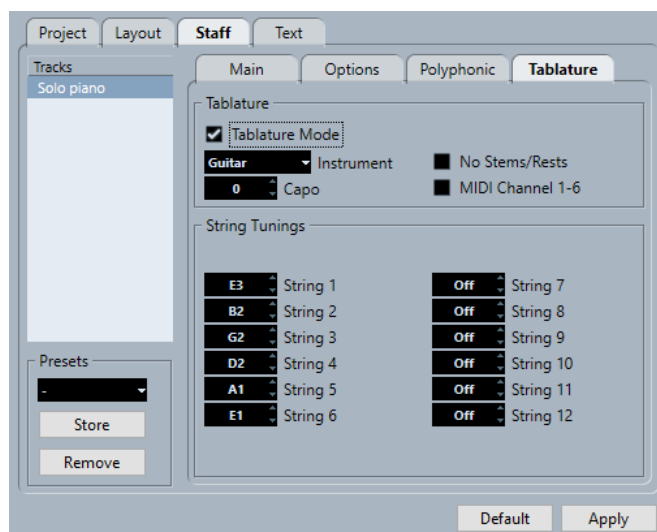 Project Layout Staff Text
Tracks
Solo piano
Main Options Polyphonic Tablature
Tablature
Tablature Mode
Guitar Instrument No Stems/Rests
0 Capo MIDI Channel 1-6
String Tunings
E3 String 1 Off String 7
B2 String 2 Off String 8
G2 String 3 Off String 9
D2 String 4 Off String 10
A1 String 5 Off String 11
E1 String 6 Off String 12
Presets
-
Store
Remove
Default Apply